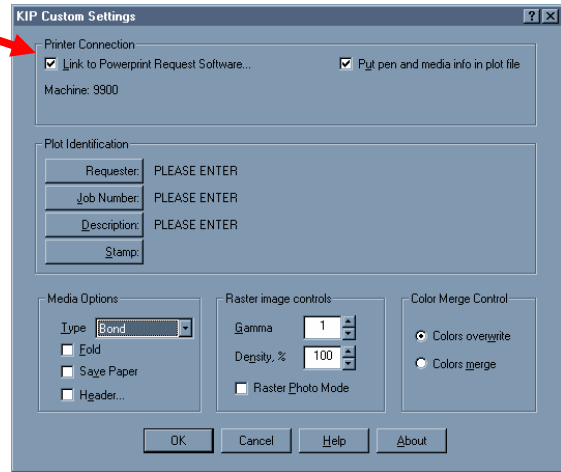 KIP Custom Settings
Printer Connection
Link to Powerprint Request Software... Put pen and media info in plot file
Machine: 9900
Plot Identification
Requester: PLEASE ENTER
Job Number: PLEASE ENTER
Description: PLEASE ENTER
Stamp:
Media Options
Type Bond
Fold
Save Paper
Header...
Raster image controls
Gamma 1
Density, % 100
Raster Photo Mode
Color Merge Control
Colors overwrite
Colors merge
OK Cancel Help About